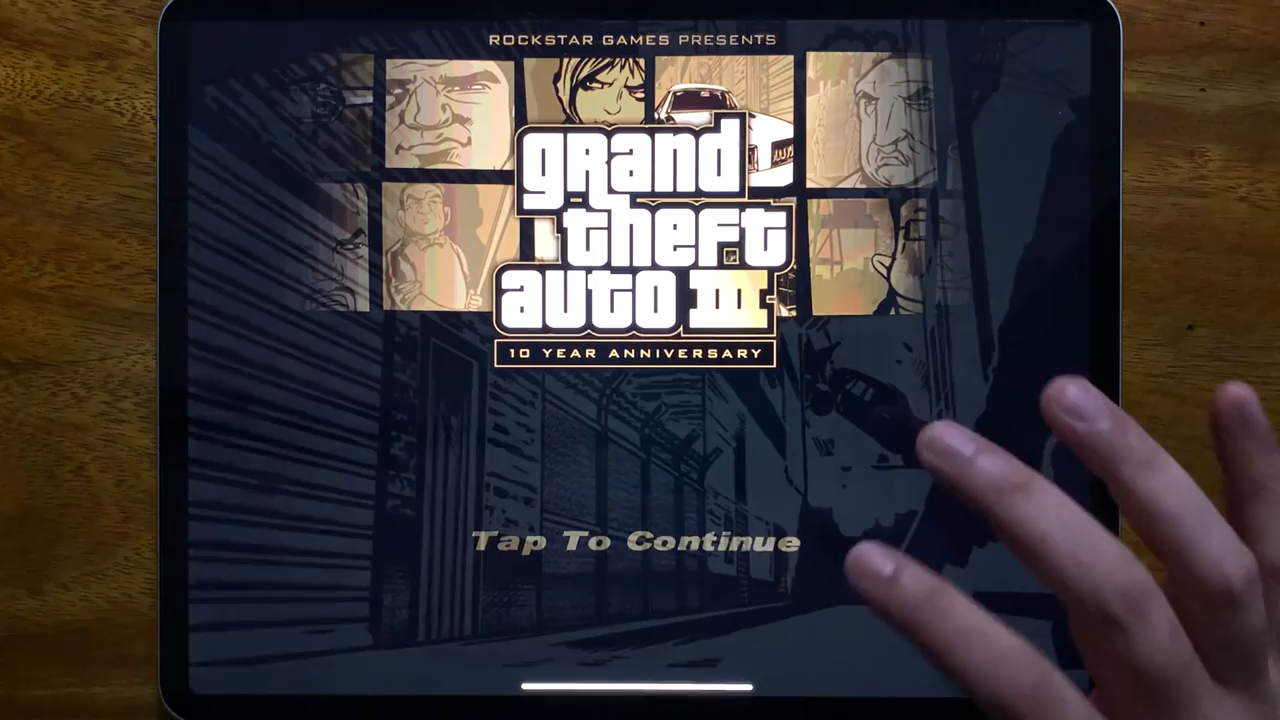 ROCKSTAR GAMES PRESENTS
grand
theft
auto III
10 YEAR ANNIVERSARY
Tap To Continue